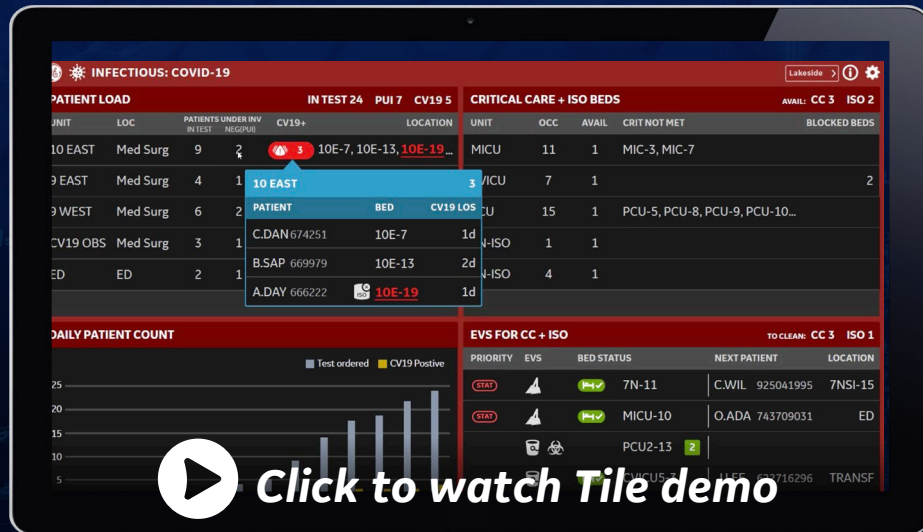 INFECTIOUS: COVID-19
Lakeside
PATIENT LOAD IN TEST 24 PUI 7 CV19 5
UNIT LOC PATIENTS UNDER INV IN TEST NEG(PUI) CV19+ LOCATION
10 EAST Med Surg 9 2 3 10E-7, 10E-13, 10E-19...
9 EAST Med Surg 4 1
9 WEST Med Surg 6 2
CV19 OBS Med Surg 3 1
ED ED 2 1
10 EAST 3
PATIENT BED CV19 LOS
C.DAN 674251 10E-7 1d
B.SAP 669979 10E-13 2d
A.DAY 666222 ISO 10E-19 1d
CRITICAL CARE + ISO BEDS AVAIL: CC 3 ISO 2
UNIT OCC AVAIL CRIT NOT MET BLOCKED BEDS
MICU 11 1 MIC-3, MIC-7
VICU 7 1 2
CU 15 1 PCU-5, PCU-8, PCU-9, PCU-10...
N-ISO 1 1
N-ISO 4 1
DAILY PATIENT COUNT
Test ordered CV19 Postive
25
20
15
10
5
EVS FOR CC + ISO TO CLEAN: CC 3 ISO 1
PRIORITY EVS BED STATUS NEXT PATIENT LOCATION
STAT 7N-11 C.WIL 925041995 7NSI-15
STAT MICU-10 O.ADA 743709031 ED
PCU2-13 2
TRANSF
Click to watch Tile demo